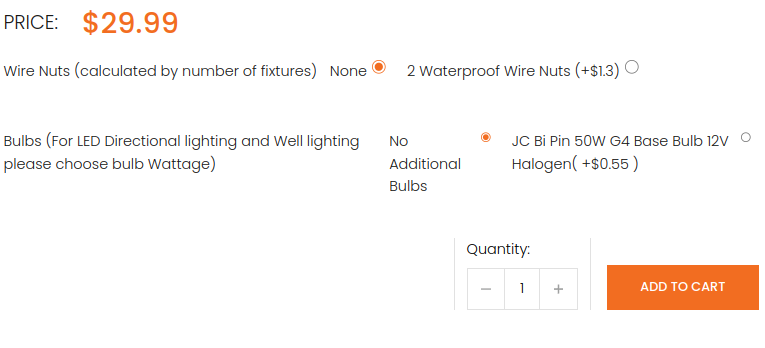 PRICE: $29.99
Wire Nuts (calculated by number of fixtures) None 2 Waterproof Wire Nuts (+$1.3)
Bulbs (For LED Directional lighting and Well lighting
please choose bulb Wattage)
No
Additional
Bulbs
JC Bi Pin 50W G4 Base Bulb 12V
Halogen( +$0.55 )
Quantity:
− 1 +
ADD TO CART